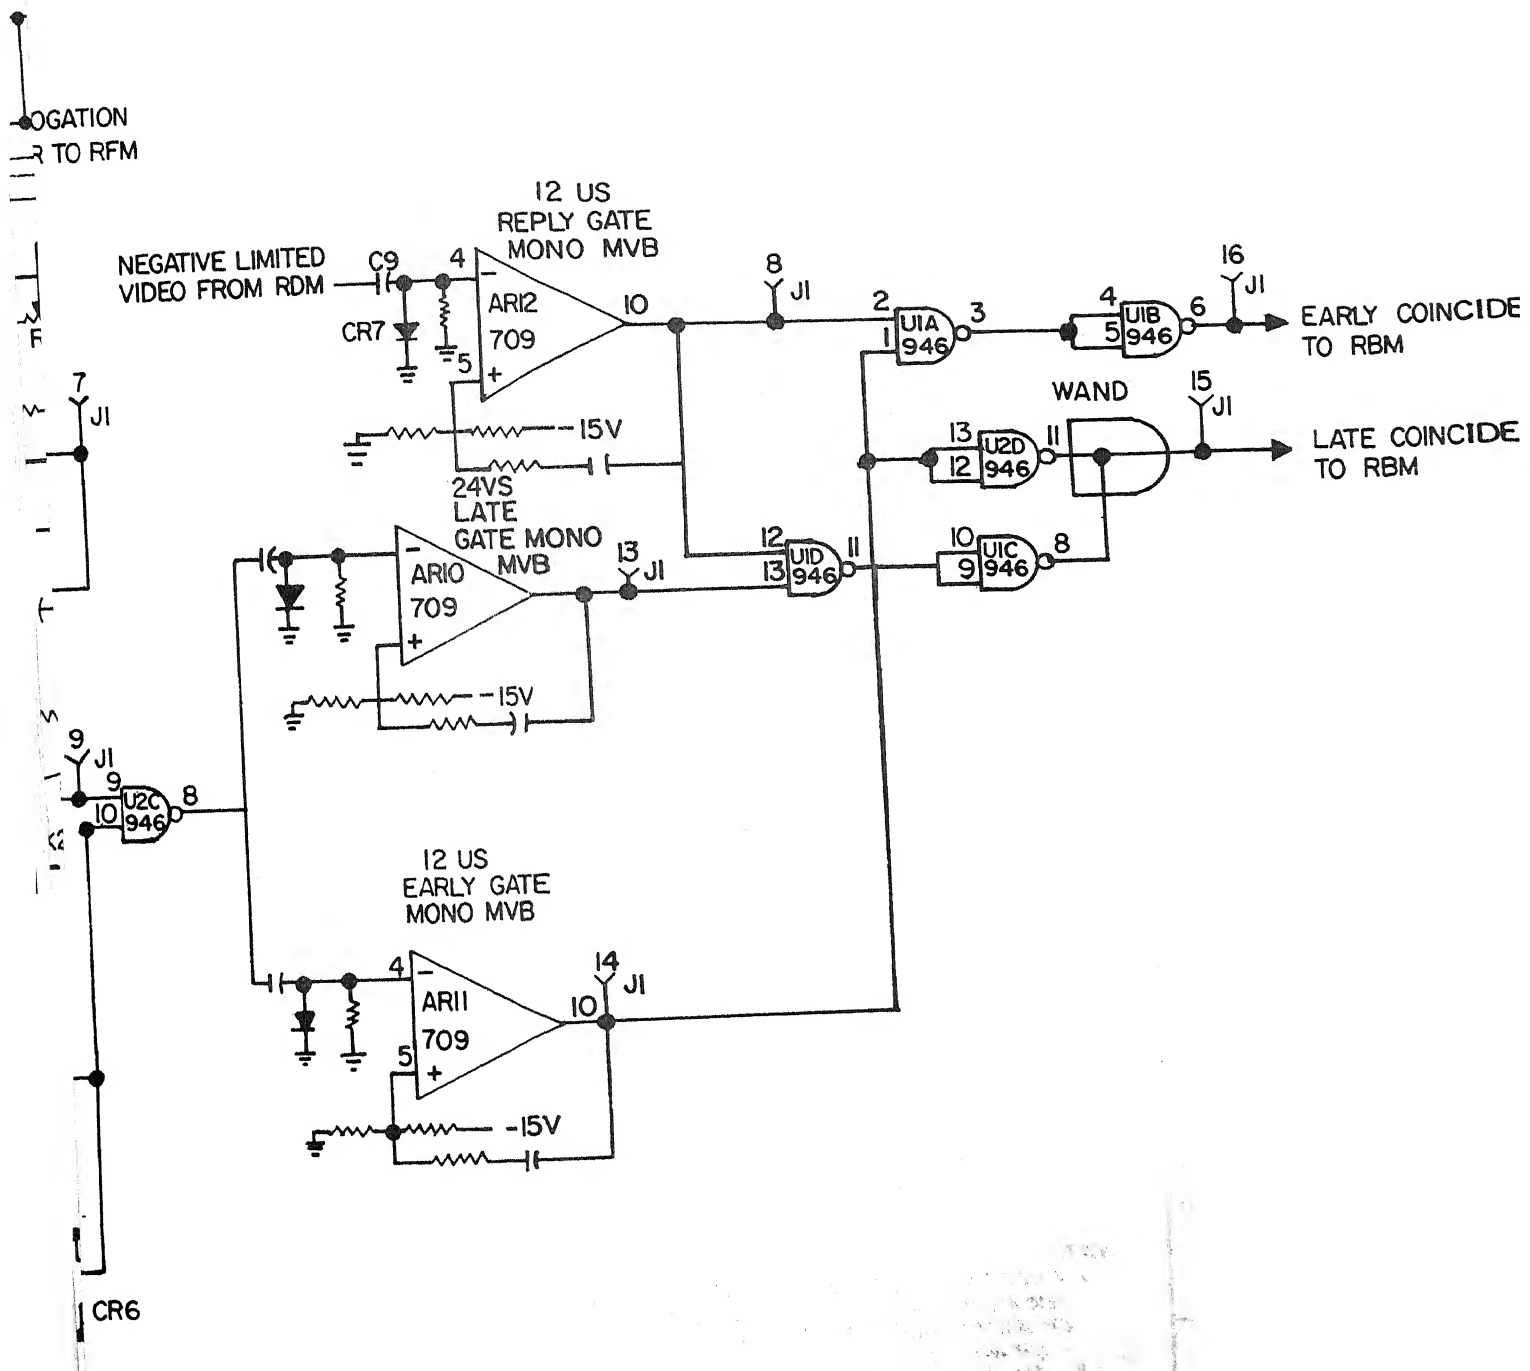 OGATION
R TO RFM
F
7
J1
12 US
REPLY GATE
MONO MVB
NEGATIVE LIMITED
VIDEO FROM RDM
C9
4
−
AR12
709
10
CR7
5
+
−15V
8
J1
2
1
U1A
946
3
4
5
U1B
946
6
16
J1
EARLY COINCIDE
TO RBM
WAND
13
12
U2D
946
11
15
J1
LATE COINCIDE
TO RBM
24VS
LATE
GATE MONO
MVB
−
AR10
709
+
−15V
13
J1
12
13
U1D
946
11
10
9
U1C
946
8
9
J1
9
10
U2C
946
8
12 US
EARLY GATE
MONO MVB
4
−
AR11
709
5
+
10
14
J1
−15V
CR6